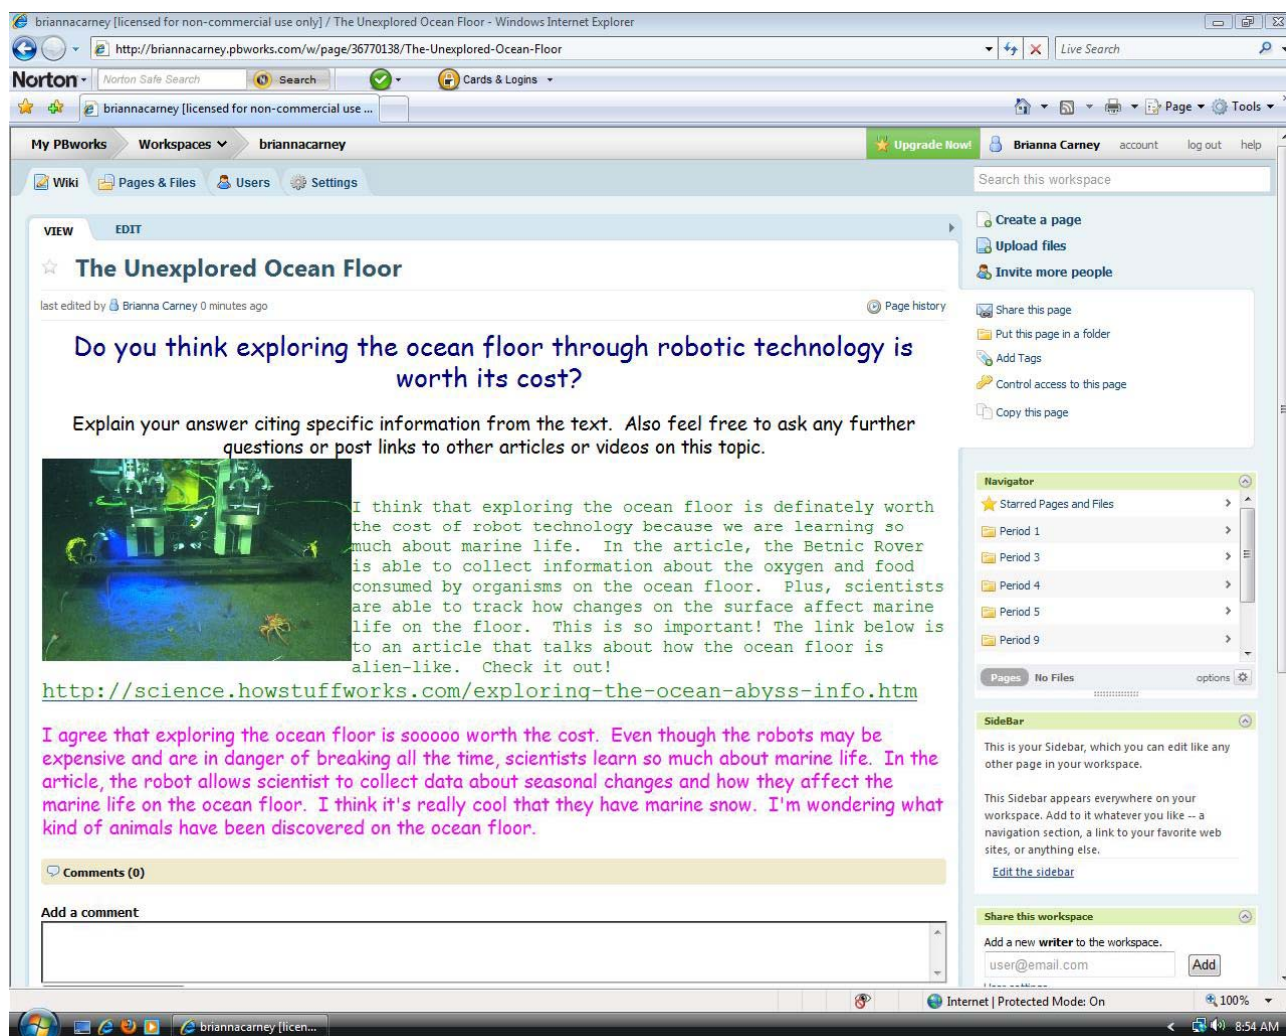 briannacarney [licensed for non-commercial use only] / The Unexplored Ocean Floor - Windows Internet Explorer
http://briannacarney.pbworks.com/w/page/36770138/The-Unexplored-Ocean-Floor
Live Search
Norton
Norton Safe Search
Search
Cards & Logins
briannacarney [licensed for non-commercial use ...
Page
Tools
My PBworks
Workspaces
briannacarney
Upgrade Now!
Brianna Carney
account
log out
help
Wiki
Pages & Files
Users
Settings
Search this workspace
VIEW
EDIT
The Unexplored Ocean Floor
last edited by Brianna Carney 0 minutes ago
Page history
Do you think exploring the ocean floor through robotic technology is
worth its cost?
Explain your answer citing specific information from the text. Also feel free to ask any further
questions or post links to other articles or videos on this topic.
I think that exploring the ocean floor is definately worth
the cost of robot technology because we are learning so
much about marine life. In the article, the Betnic Rover
is able to collect information about the oxygen and food
consumed by organisms on the ocean floor. Plus, scientists
are able to track how changes on the surface affect marine
life on the floor. This is so important! The link below is
to an article that talks about how the ocean floor is
alien-like. Check it out!
http://science.howstuffworks.com/exploring-the-ocean-abyss-info.htm
I agree that exploring the ocean floor is sooooo worth the cost. Even though the robots may be
expensive and are in danger of breaking all the time, scientists learn so much about marine life. In the
article, the robot allows scientist to collect data about seasonal changes and how they affect the
marine life on the ocean floor. I think it's really cool that they have marine snow. I'm wondering what
kind of animals have been discovered on the ocean floor.
Comments (0)
Add a comment
Create a page
Upload files
Invite more people
Share this page
Put this page in a folder
Add Tags
Control access to this page
Copy this page
Navigator
Starred Pages and Files
Period 1
Period 3
Period 4
Period 5
Period 9
Pages
No Files
options
SideBar
This is your Sidebar, which you can edit like any
other page in your workspace.
This Sidebar appears everywhere on your
workspace. Add to it whatever you like -- a
navigation section, a link to your favorite web
sites, or anything else.
Edit the sidebar
Share this workspace
Add a new writer to the workspace.
user@email.com
Add
Internet | Protected Mode: On
100%
briannacarney [licen...
8:54 AM